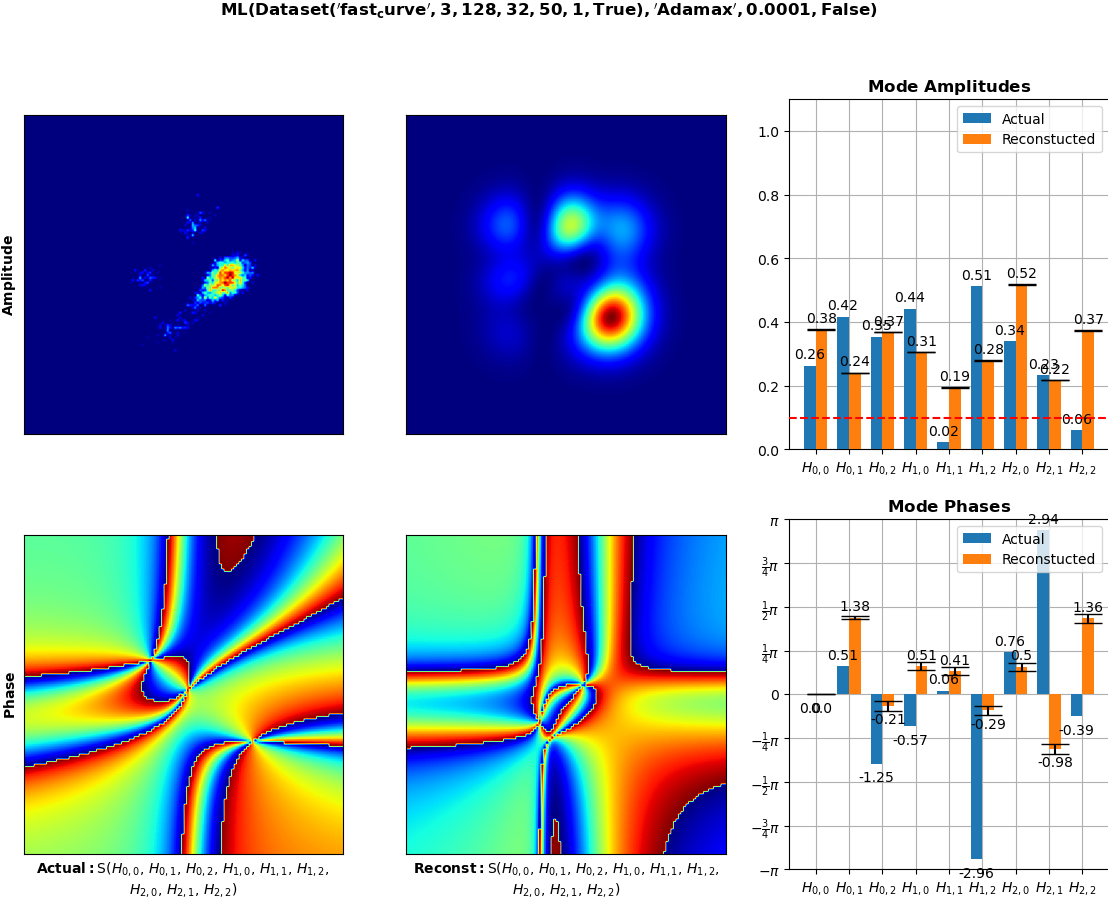 ML(Dataset('fast_curve', 3, 128, 32, 50, 1, True), 'Adamax', 0.0001, False)
Amplitude
Mode Amplitudes
Actual
Reconstucted
1.0
0.8
0.6
0.4
0.2
0.0
0.26
0.38
0.42
0.24
0.35
0.37
0.44
0.31
0.02
0.19
0.51
0.28
0.34
0.52
0.23
0.22
0.06
0.37
H0,0 H0,1 H0,2 H1,0 H1,1 H1,2 H2,0 H2,1 H2,2
Phase
Mode Phases
Actual
Reconstucted
π
3/4π
1/2π
1/4π
0
−1/4π
−1/2π
−3/4π
−π
0.0
0.0
0.51
1.38
-1.25
-0.21
-0.57
0.51
0.06
0.41
-2.96
-0.29
0.76
0.5
2.94
-0.98
-0.39
1.36
H0,0 H0,1 H0,2 H1,0 H1,1 H1,2 H2,0 H2,1 H2,2
Actual: S(H0,0, H0,1, H0,2, H1,0, H1,1, H1,2,
H2,0, H2,1, H2,2)
Reconst: S(H0,0, H0,1, H0,2, H1,0, H1,1, H1,2,
H2,0, H2,1, H2,2)